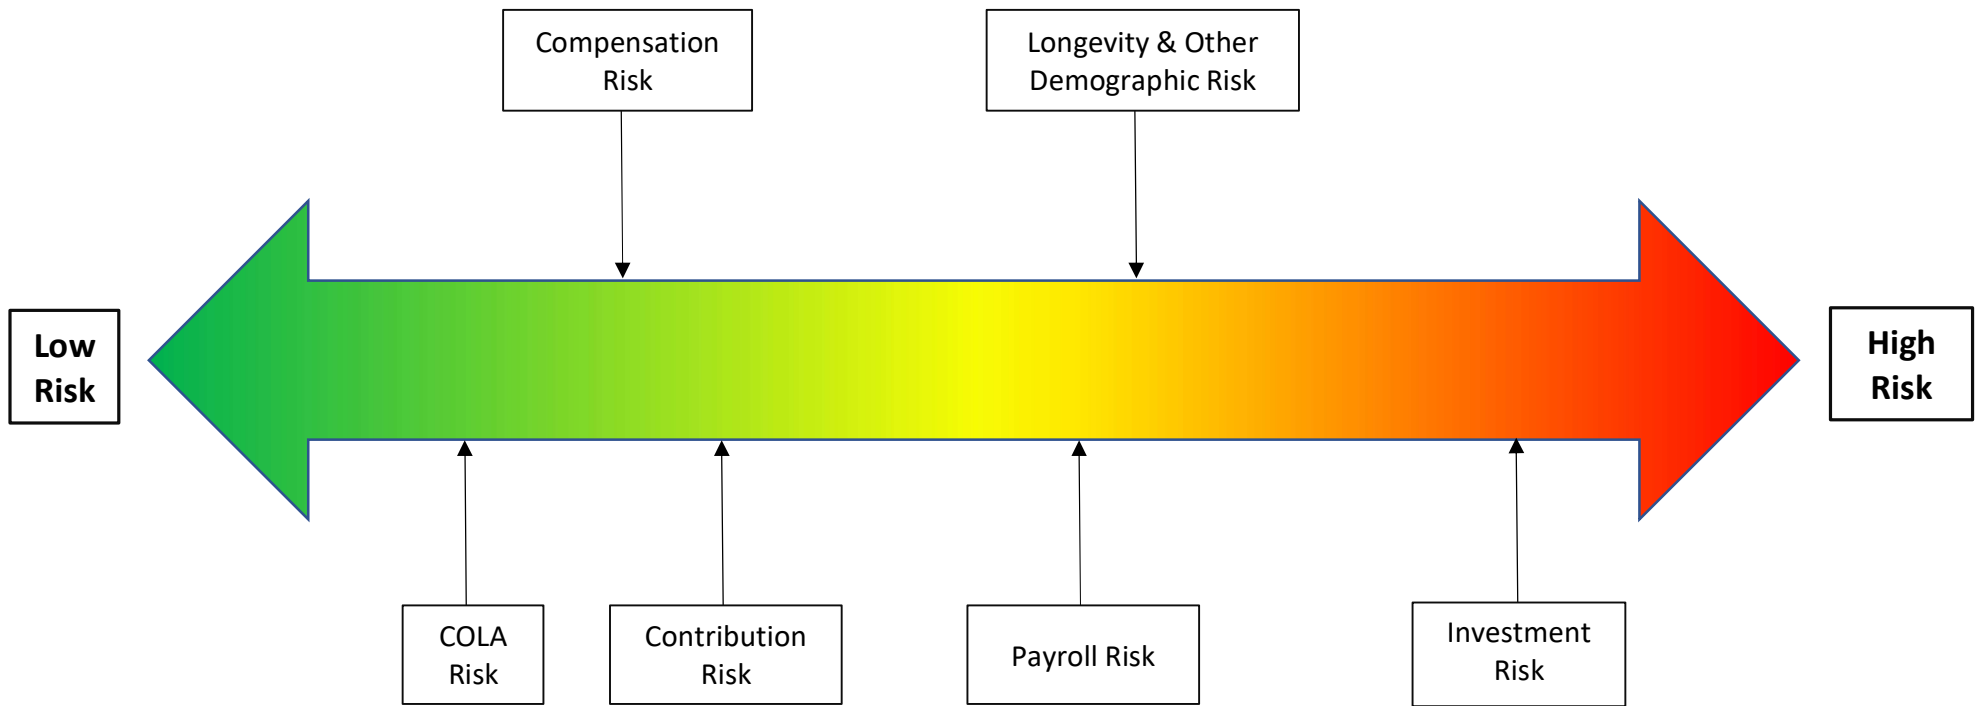 Compensation
Risk
Longevity & Other
Demographic Risk
Low
Risk
High
Risk
COLA
Risk
Contribution
Risk
Payroll Risk
Investment
Risk